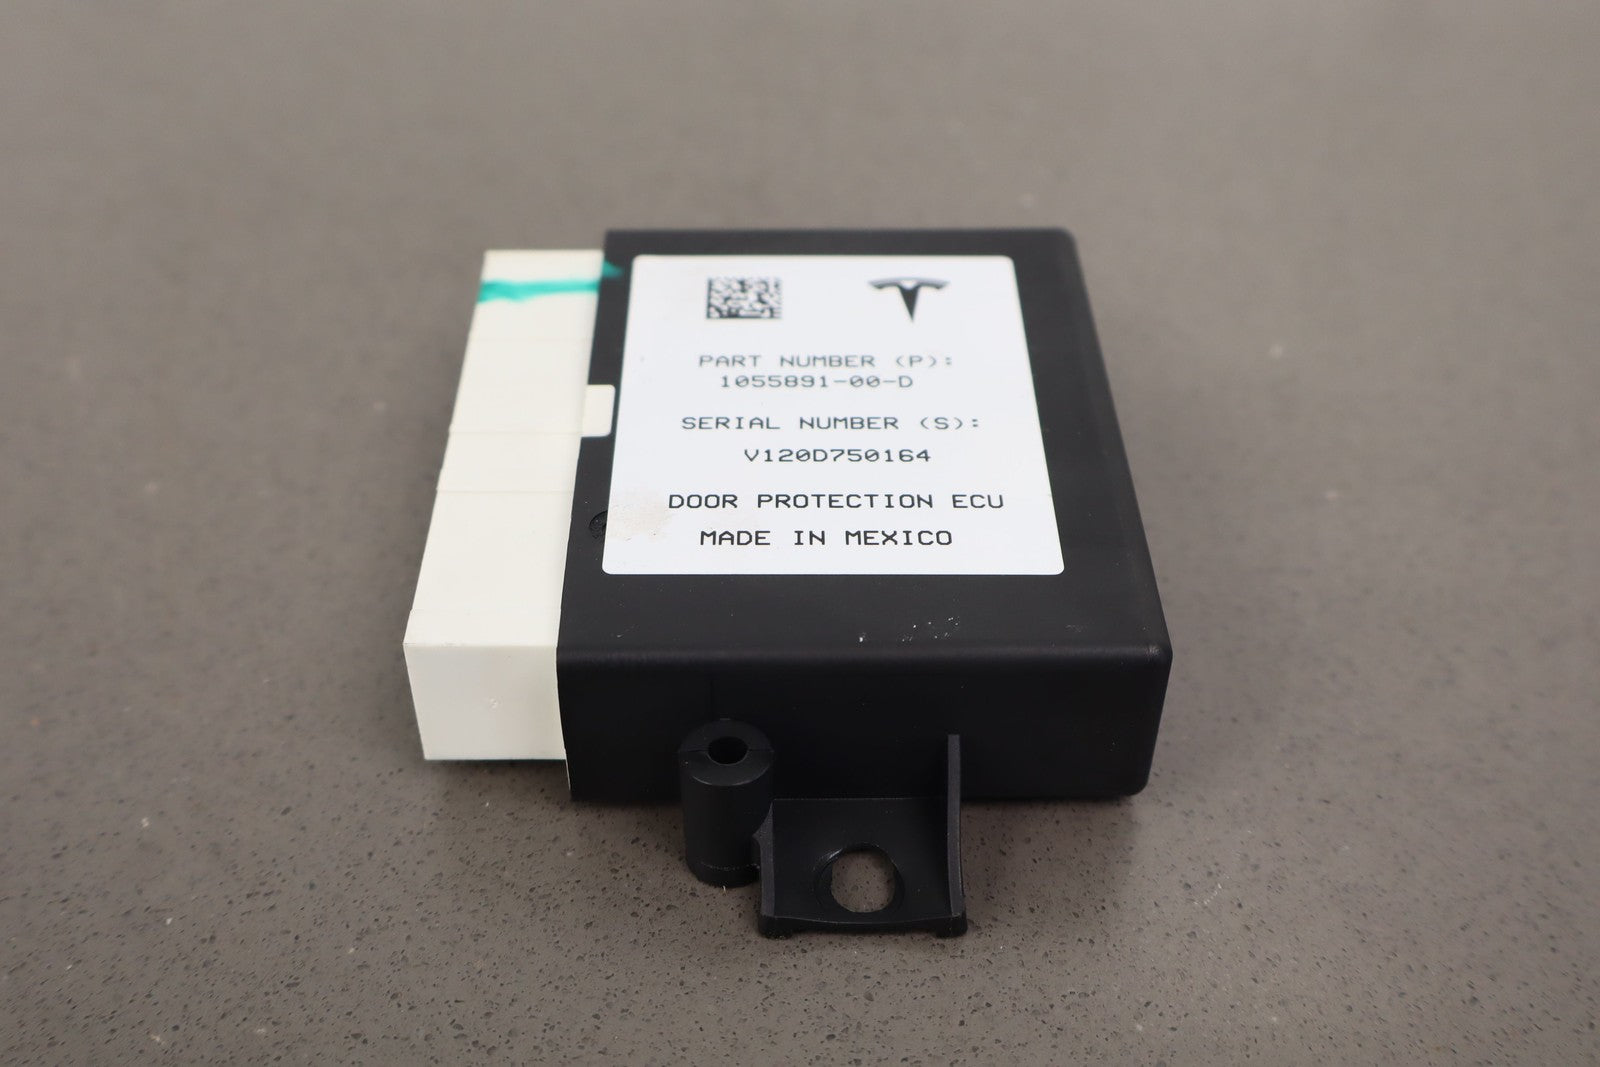 PART NUMBER (P):
1055891-00-D
SERIAL NUMBER (S):
V120D750164
DOOR PROTECTION ECU
MADE IN MEXICO